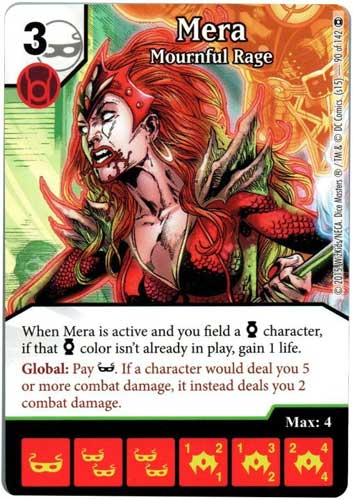 3
Mera
Mournful Rage
90 of 142
© 2015 WizKids/NECA. Dice Masters ® / TM & © DC Comics. (s15)
When Mera is active and you field a character,
if that color isn't already in play, gain 1 life.
Global: Pay . If a character would deal you 5
or more combat damage, it instead deals you 2
combat damage.
Max: 4
1 2 1
1 3 2
2 4 4